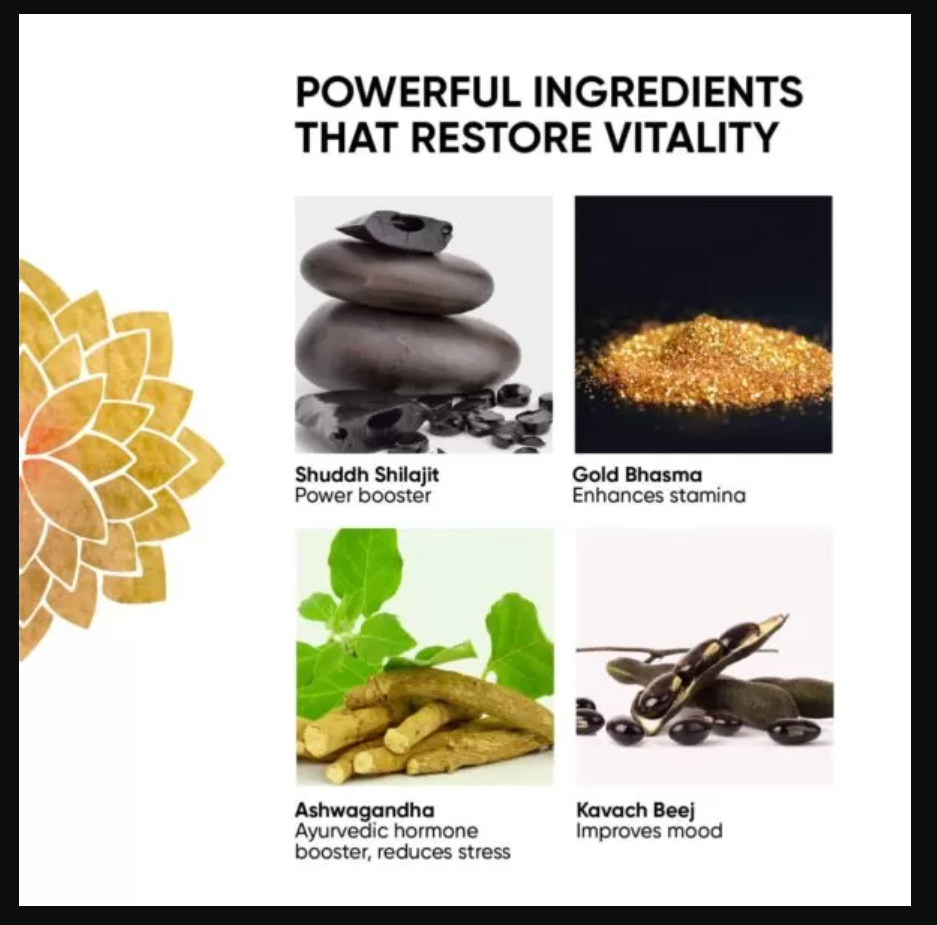 POWERFUL INGREDIENTS
THAT RESTORE VITALITY
Shuddh Shilajit
Power booster
Gold Bhasma
Enhances stamina
Ashwagandha
Ayurvedic hormone
booster, reduces stress
Kavach Beej
Improves mood